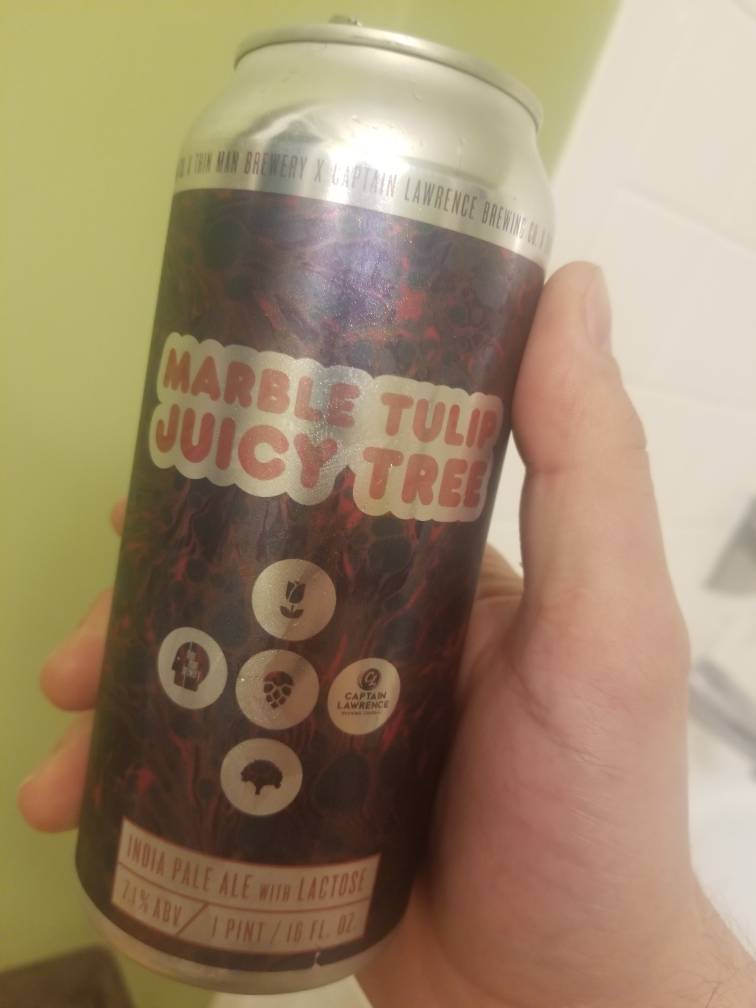 X THIN MAN BREWERY X CAPTAIN LAWRENCE BREWING CO. X
MARBLE TULIP
JUICY TREE
CAPTAIN
LAWRENCE
INDIA PALE ALE WITH LACTOSE
7.1% ABV / 1 PINT / 16 FL. OZ.